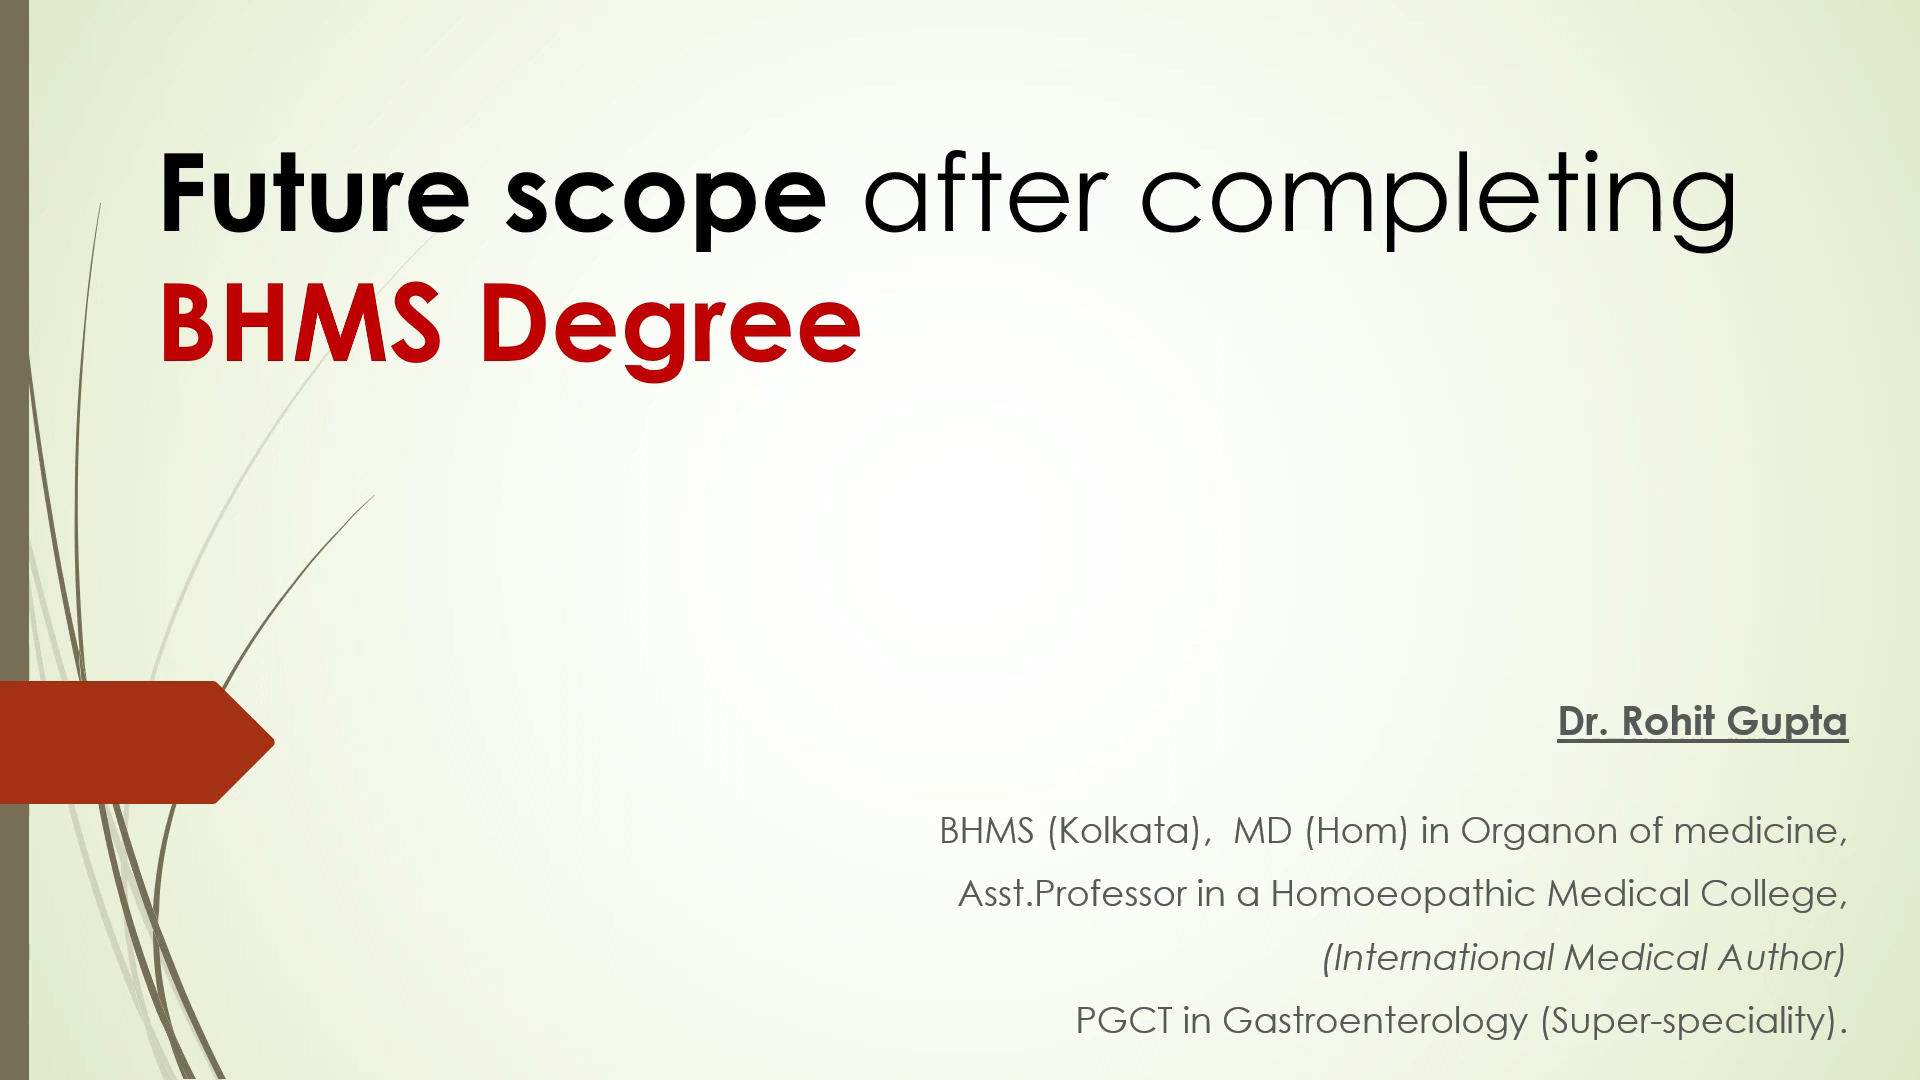 Future scope after completing
BHMS Degree
Dr. Rohit Gupta
BHMS (Kolkata),  MD (Hom) in Organon of medicine,
Asst.Professor in a Homoeopathic Medical College,
(International Medical Author)
PGCT in Gastroenterology (Super-speciality).